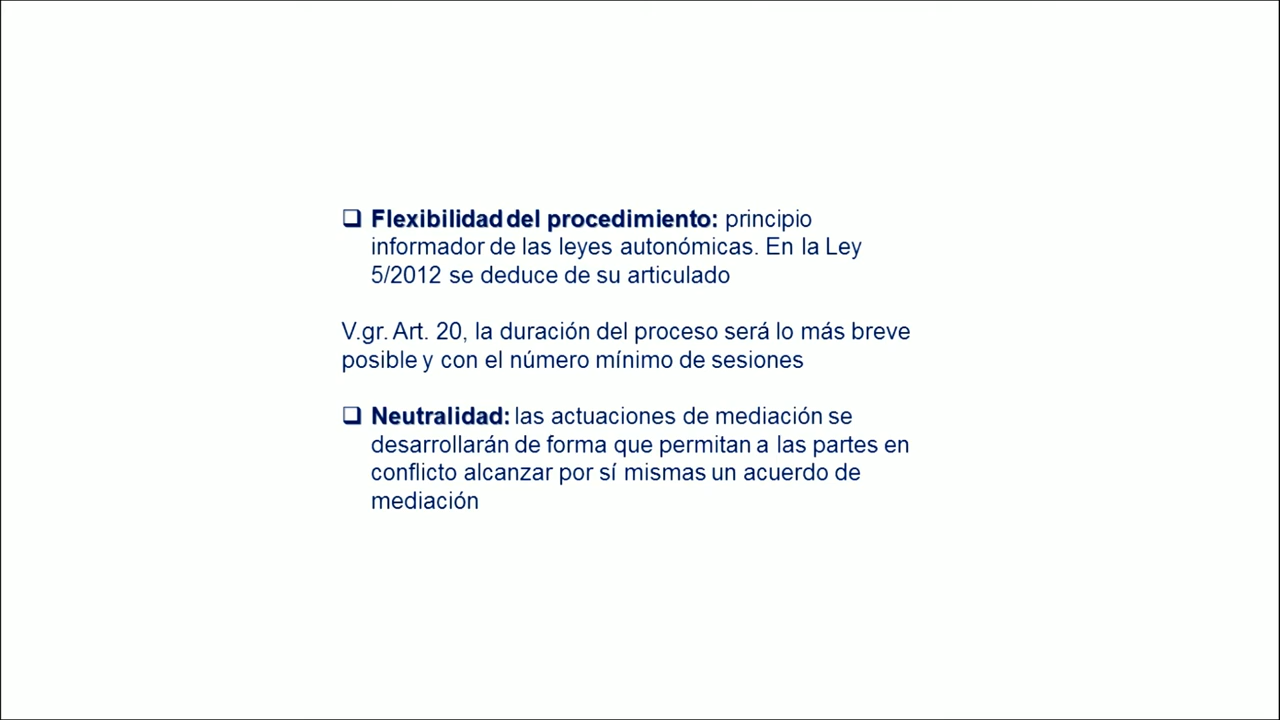 ❑ Flexibilidad del procedimiento: principio
informador de las leyes autonómicas. En la Ley
5/2012 se deduce de su articulado
V.gr. Art. 20, la duración del proceso será lo más breve
posible y con el número mínimo de sesiones
❑ Neutralidad: las actuaciones de mediación se
desarrollarán de forma que permitan a las partes en
conflicto alcanzar por sí mismas un acuerdo de
mediación